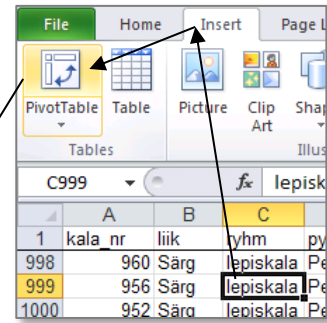 File Home Insert Page L
PivotTable Table Picture Clip Art Shap
Tables Illus
C999 fx lepisk
A B C
1 kala_nr liik ryhm py
998 960 Särg lepiskala Pe
999 956 Särg lepiskala Pe
1000 952 Särg lepiskala Pe